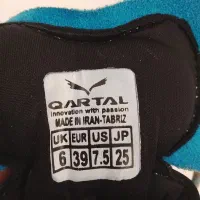 QARTAL
innovation with passion
MADE IN IRAN-TABRIZ
UK EUR US JP
6 39 7.5 25